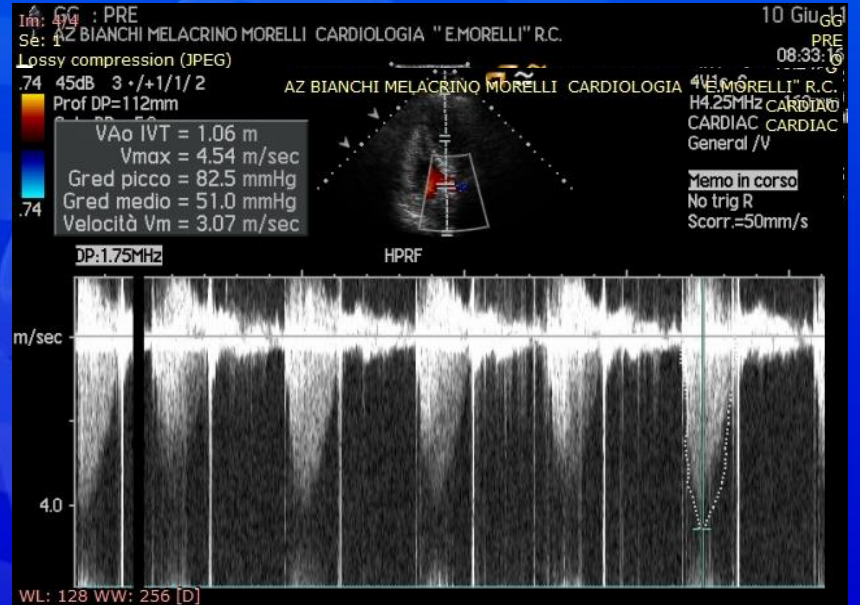 Im: 4/4
GG : PRE
10 Giu 11
GG
Se: 1
AZ BIANCHI MELACRINO MORELLI CARDIOLOGIA " E.MORELLI" R.C.
PRE
Lossy compression (JPEG)
08:33:16
.74 45dB 3 •/+1/1/ 2
AZ BIANCHI MELACRINO MORELLI CARDIOLOGIA "E.MORELLI" R.C.
Prof DP=112mm
H4.25MHz
CARDIAC
CARDIAC CARDIAC
General /V
VAo IVT = 1.06 m
Vmax = 4.54 m/sec
Gred picco = 82.5 mmHg
Gred medio = 51.0 mmHg
Velocità Vm = 3.07 m/sec
Memo in corso
No trig R
Scorr.=50mm/s
.74
DP:1.75MHz
HPRF
m/sec
4.0
WL: 128 WW: 256 [D]